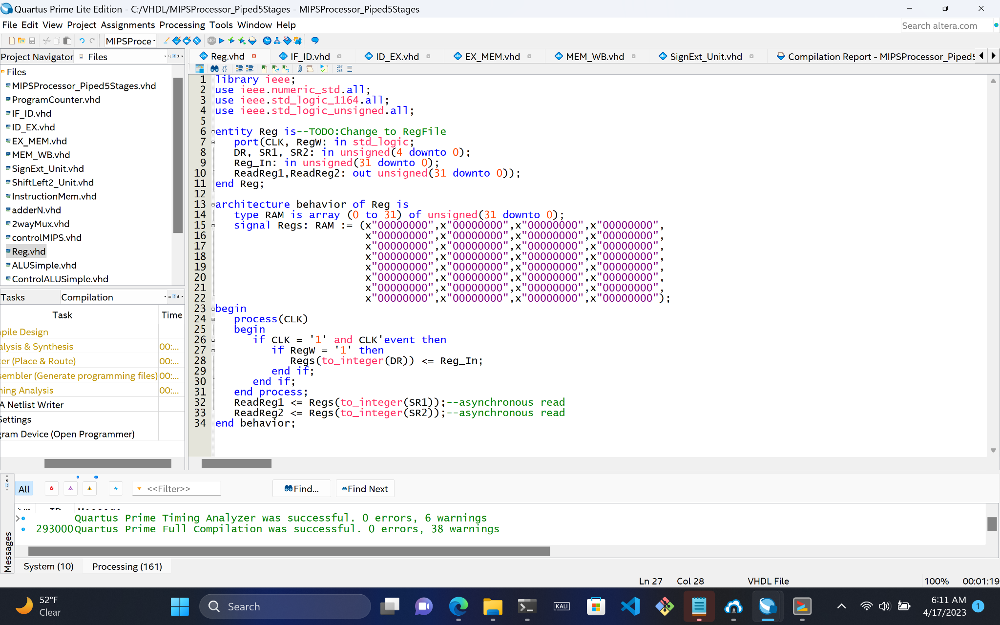 Quartus Prime Lite Edition - C:/VHDL/MIPSProcessor_Piped5Stages - MIPSProcessor_Piped5Stages
File Edit View Project Assignments Processing Tools Window Help
Search altera.com
MIPSProce
Project Navigator Files
Reg.vhd IF_ID.vhd ID_EX.vhd EX_MEM.vhd MEM_WB.vhd SignExt_Unit.vhd Compilation Report - MIPSProcessor_Piped5
Files
MIPSProcessor_Piped5Stages.vhd
ProgramCounter.vhd
IF_ID.vhd
ID_EX.vhd
EX_MEM.vhd
MEM_WB.vhd
SignExt_Unit.vhd
ShiftLeft2_Unit.vhd
InstructionMem.vhd
adderN.vhd
2wayMux.vhd
controlMIPS.vhd
Reg.vhd
ALUSimple.vhd
ControlALUSimple.vhd
Tasks Compilation
Task Time
pile Design
alysis & Synthesis 00:...
ter (Place & Route) 00:...
sembler (Generate programming files) 00:...
ning Analysis 00:...
A Netlist Writer
Settings
gram Device (Open Programmer)
267
268
1 library ieee;
2 use ieee.numeric_std.all;
3 use ieee.std_logic_1164.all;
4 use ieee.std_logic_unsigned.all;
5
6 entity Reg is--TODO:Change to RegFile
7 port(CLK, RegW: in std_logic;
8 DR, SR1, SR2: in unsigned(4 downto 0);
9 Reg_In: in unsigned(31 downto 0);
10 ReadReg1,ReadReg2: out unsigned(31 downto 0));
11 end Reg;
12
13 architecture behavior of Reg is
14 type RAM is array (0 to 31) of unsigned(31 downto 0);
15 signal Regs: RAM := (x"00000000",x"00000000",x"00000000",x"00000000",
16 x"00000000",x"00000000",x"00000000",x"00000000",
17 x"00000000",x"00000000",x"00000000",x"00000000",
18 x"00000000",x"00000000",x"00000000",x"00000000",
19 x"00000000",x"00000000",x"00000000",x"00000000",
20 x"00000000",x"00000000",x"00000000",x"00000000",
21 x"00000000",x"00000000",x"00000000",x"00000000",
22 x"00000000",x"00000000",x"00000000",x"00000000");
23 begin
24 process(CLK)
25 begin
26 if CLK = '1' and CLK'event then
27 if RegW = '1' then
28 Regs(to_integer(DR)) <= Reg_In;
29 end if;
30 end if;
31 end process;
32 ReadReg1 <= Regs(to_integer(SR1));--asynchronous read
33 ReadReg2 <= Regs(to_integer(SR2));--asynchronous read
34 end behavior;
All <<Filter>> Find... Find Next
Quartus Prime Timing Analyzer was successful. 0 errors, 6 warnings
293000 Quartus Prime Full Compilation was successful. 0 errors, 38 warnings
Messages
System (10) Processing (161)
Ln 27 Col 28 VHDL File 100% 00:01:19
52°F
Clear
Search
KALI
6:11 AM
4/17/2023
1